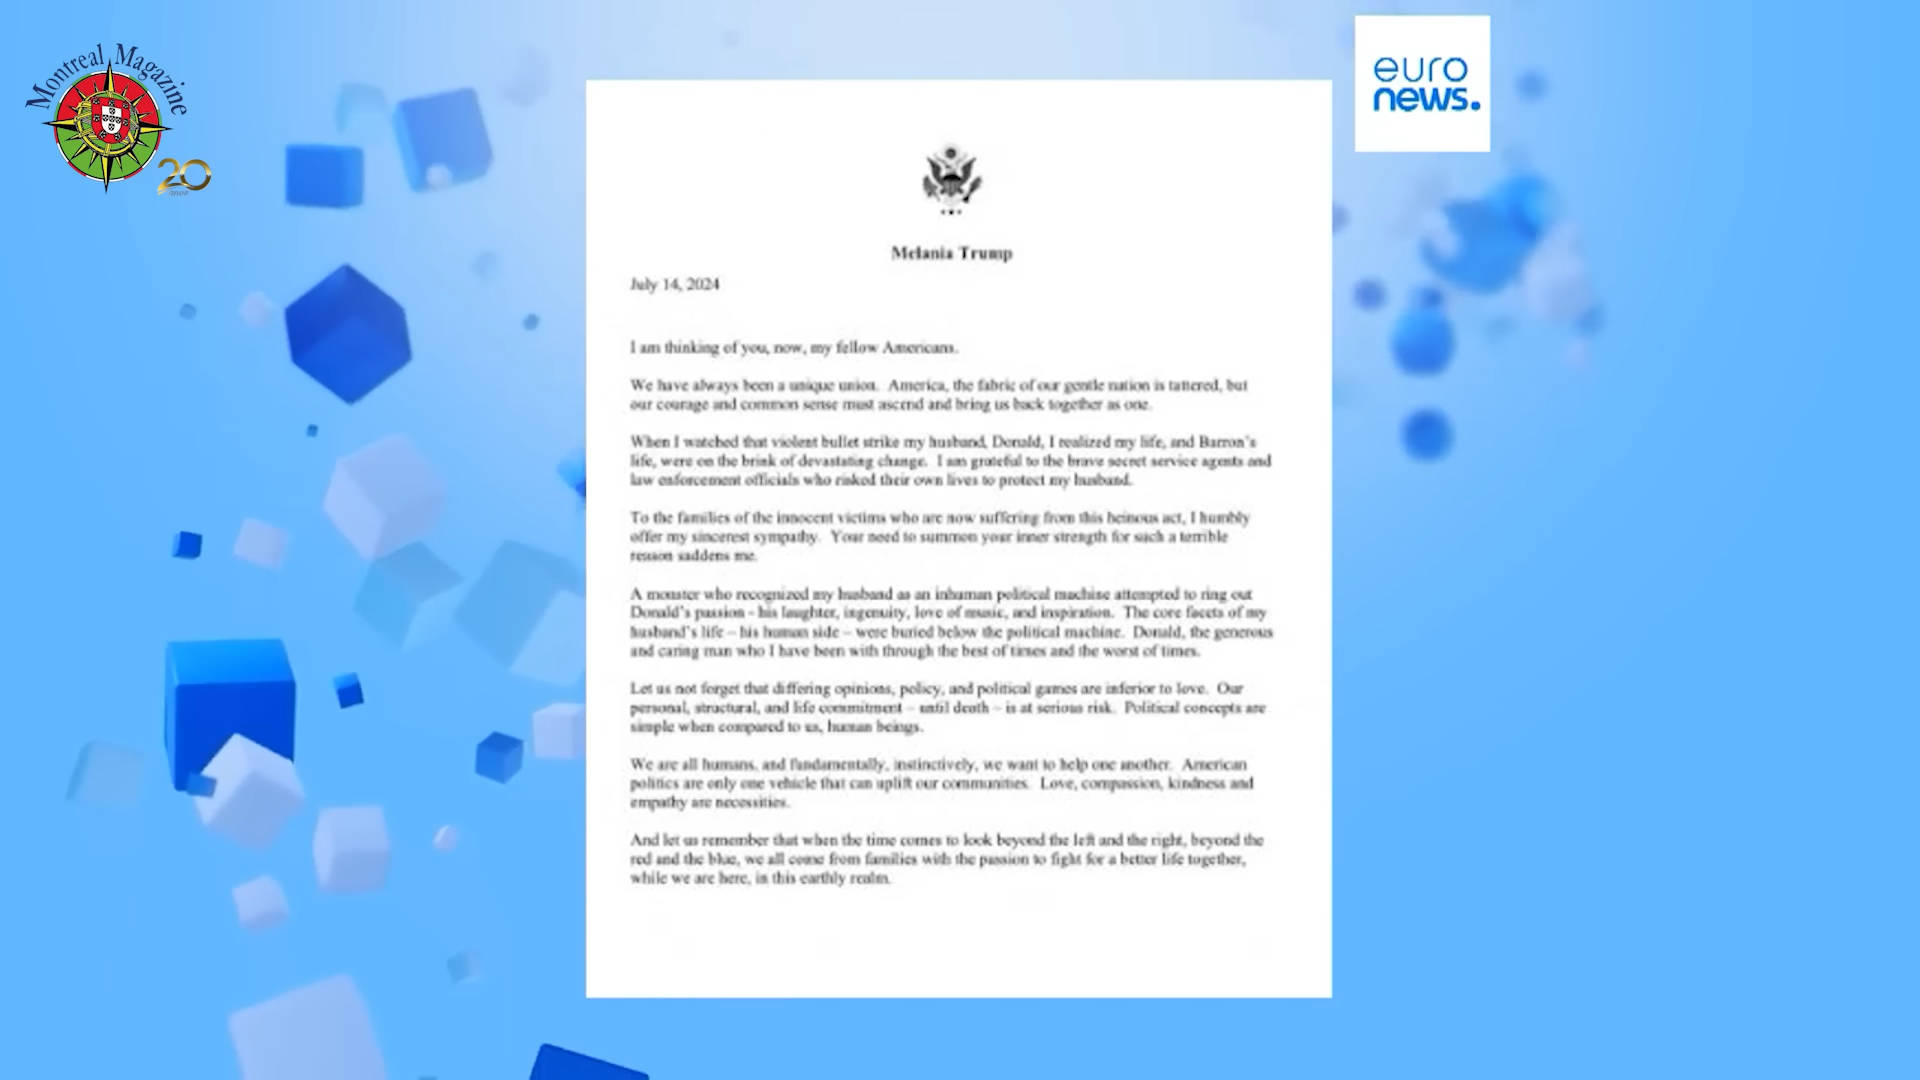 Montreal Magazine
20
euro
news.
Melania Trump
July 14, 2024
I am thinking of you, now, my fellow Americans.
We have always been a unique union. America, the fabric of our gentle nation is tattered, but
our courage and common sense must ascend and bring us back together as one.
When I watched that violent bullet strike my husband, Donald, I realized my life, and Barron's
life, were on the brink of devastating change. I am grateful to the brave secret service agents and
law enforcement officials who risked their own lives to protect my husband.
To the families of the innocent victims who are now suffering from this heinous act, I humbly
offer my sincerest sympathy. Your need to summon your inner strength for such a terrible
reason saddens me.
A monster who recognized my husband as an inhuman political machine attempted to ring out
Donald's passion - his laughter, ingenuity, love of music, and inspiration. The core facets of my
husband's life – his human side – were buried below the political machine. Donald, the generous
and caring man who I have been with through the best of times and the worst of times.
Let us not forget that differing opinions, policy, and political games are inferior to love. Our
personal, structural, and life commitment – until death – is at serious risk. Political concepts are
simple when compared to us, human beings.
We are all humans, and fundamentally, instinctively, we want to help one another. American
politics are only one vehicle that can uplift our communities. Love, compassion, kindness and
empathy are necessities.
And let us remember that when the time comes to look beyond the left and the right, beyond the
red and the blue, we all come from families with the passion to fight for a better life together,
while we are here, in this earthly realm.